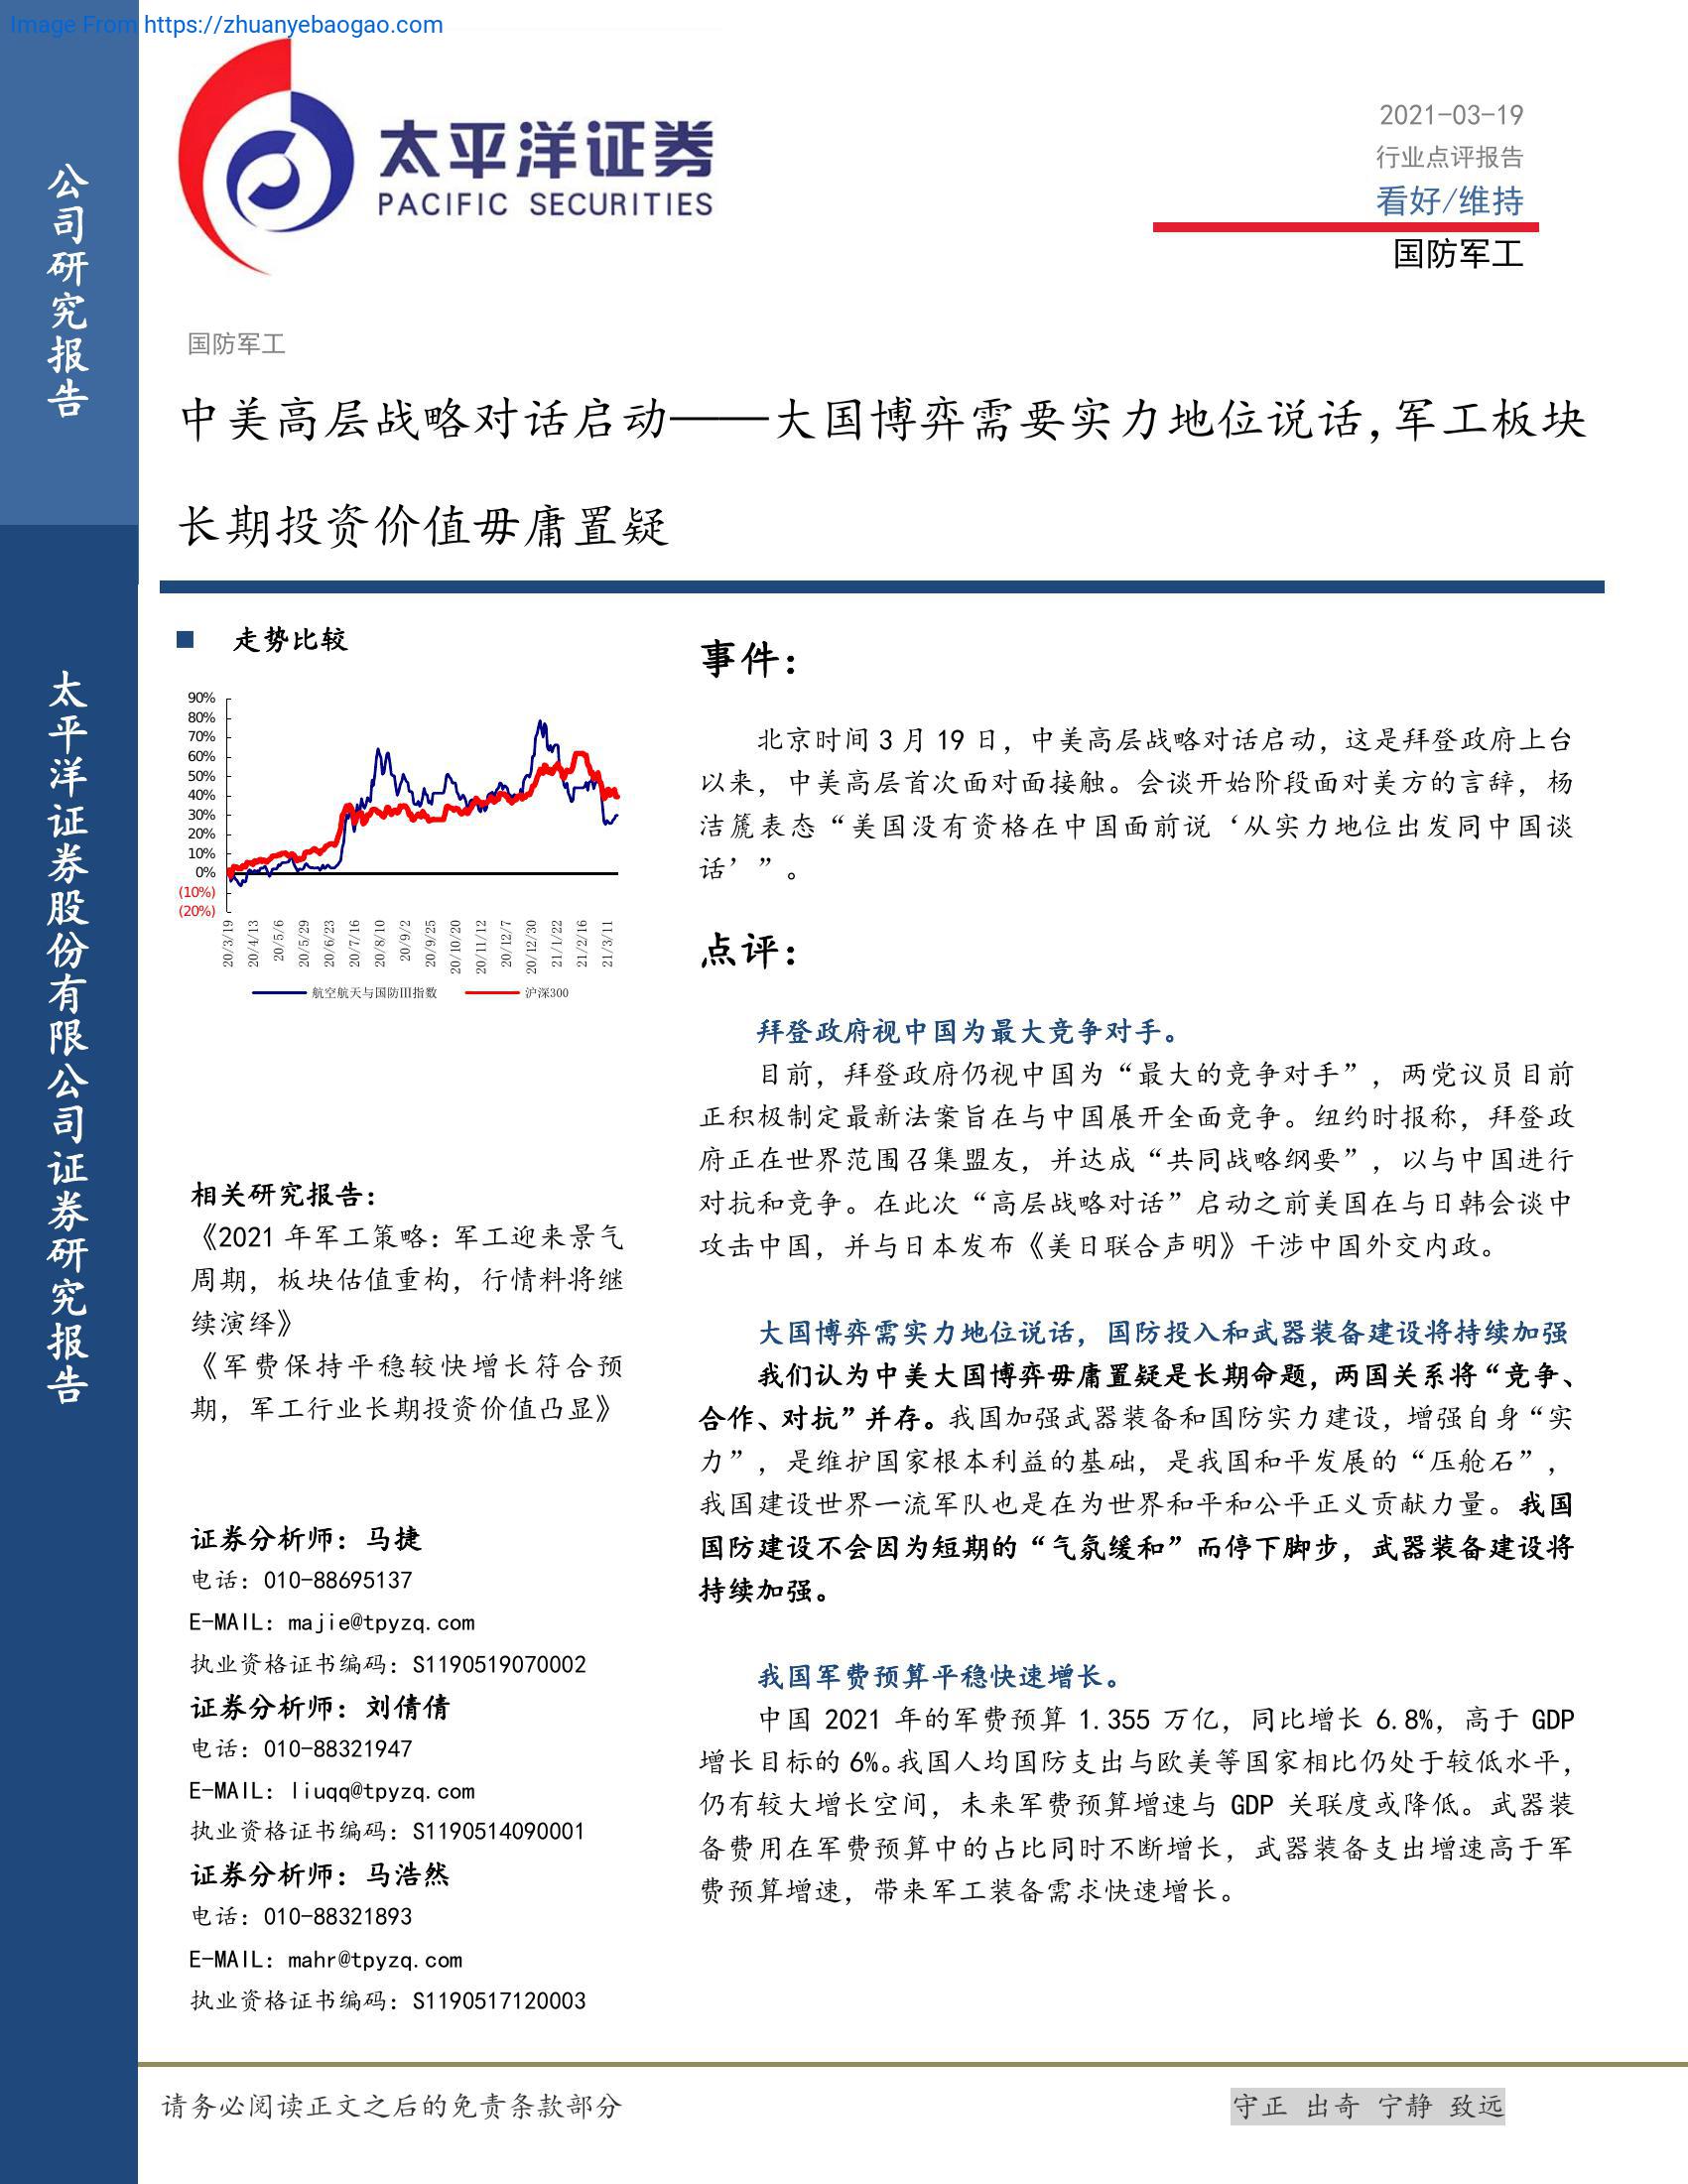 Image From https://zhuanyebaogao.com
公司研究报告
太平洋证券股份有限公司证券研究报告
太平洋证券
PACIFIC SECURITIES
2021-03-19
行业点评报告
看好/维持
国防军工
国防军工
中美高层战略对话启动——大国博弈需要实力地位说话,军工板块
长期投资价值毋庸置疑
走势比较
90%
80%
70%
60%
50%
40%
30%
20%
10%
0%
(10%)
(20%)
20/3/19
20/4/13
20/5/6
20/5/29
20/6/23
20/7/16
20/8/10
20/9/2
20/9/25
20/10/20
20/11/12
20/12/7
20/12/30
21/1/22
21/2/16
21/3/11
航空航天与国防III指数 沪深300
相关研究报告:
《2021 年军工策略:军工迎来景气
周期，板块估值重构，行情料将继
续演绎》
《军费保持平稳较快增长符合预
期，军工行业长期投资价值凸显》
证券分析师：马捷
电话：010-88695137
E-MAIL：majie@tpyzq.com
执业资格证书编码：S1190519070002
证券分析师：刘倩倩
电话：010-88321947
E-MAIL：liuqq@tpyzq.com
执业资格证书编码：S1190514090001
证券分析师：马浩然
电话：010-88321893
E-MAIL：mahr@tpyzq.com
执业资格证书编码：S1190517120003
事件：
北京时间 3 月 19 日，中美高层战略对话启动，这是拜登政府上台
以来，中美高层首次面对面接触。会谈开始阶段面对美方的言辞，杨
洁篪表态“美国没有资格在中国面前说‘从实力地位出发同中国谈
话’”。
点评：
拜登政府视中国为最大竞争对手。
目前，拜登政府仍视中国为“最大的竞争对手”，两党议员目前
正积极制定最新法案旨在与中国展开全面竞争。纽约时报称，拜登政
府正在世界范围召集盟友，并达成“共同战略纲要”，以与中国进行
对抗和竞争。在此次“高层战略对话”启动之前美国在与日韩会谈中
攻击中国，并与日本发布《美日联合声明》干涉中国外交内政。
大国博弈需实力地位说话，国防投入和武器装备建设将持续加强
我们认为中美大国博弈毋庸置疑是长期命题，两国关系将“竞争、
合作、对抗”并存。我国加强武器装备和国防实力建设，增强自身“实
力”，是维护国家根本利益的基础，是我国和平发展的“压舱石”，
我国建设世界一流军队也是在为世界和平和公平正义贡献力量。我国
国防建设不会因为短期的“气氛缓和”而停下脚步，武器装备建设将
持续加强。
我国军费预算平稳快速增长。
中国 2021 年的军费预算 1.355 万亿，同比增长 6.8%，高于 GDP
增长目标的 6%。我国人均国防支出与欧美等国家相比仍处于较低水平，
仍有较大增长空间，未来军费预算增速与 GDP 关联度或降低。武器装
备费用在军费预算中的占比同时不断增长，武器装备支出增速高于军
费预算增速，带来军工装备需求快速增长。
请务必阅读正文之后的免责条款部分
守正 出奇 宁静 致远